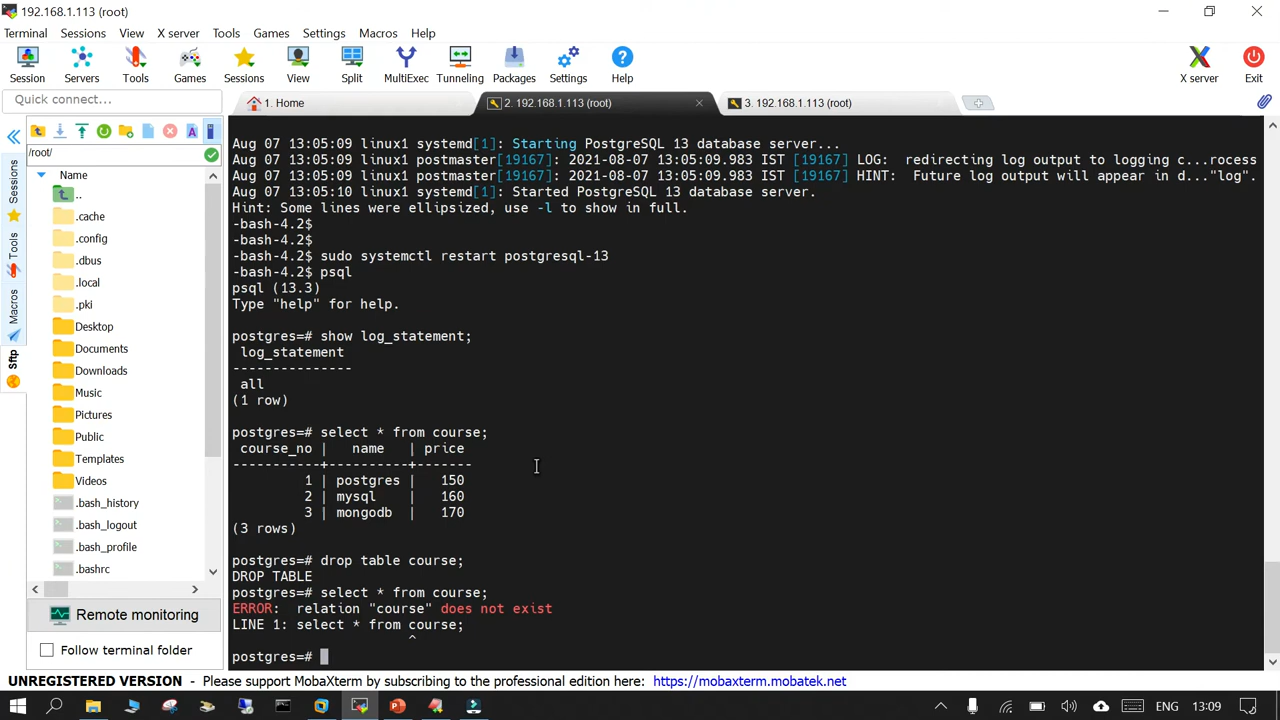 192.168.1.113 (root)
Terminal Sessions View X server Tools Games Settings Macros Help
Session Servers Tools Games Sessions View Split MultiExec Tunneling Packages Settings Help X server Exit
Quick connect...
1. Home
2. 192.168.1.113 (root)
3. 192.168.1.113 (root)
Sessions
Tools
Macros
Sftp
/root/
Name
..
.cache
.config
.dbus
.local
.pki
Desktop
Documents
Downloads
Music
Pictures
Public
Templates
Videos
.bash_history
.bash_logout
.bash_profile
.bashrc
Remote monitoring
Follow terminal folder
Aug 07 13:05:09 linux1 systemd[1]: Starting PostgreSQL 13 database server...
Aug 07 13:05:09 linux1 postmaster[19167]: 2021-08-07 13:05:09.983 IST [19167] LOG:  redirecting log output to logging c...rocess
Aug 07 13:05:09 linux1 postmaster[19167]: 2021-08-07 13:05:09.983 IST [19167] HINT:  Future log output will appear in d..."log".
Aug 07 13:05:10 linux1 systemd[1]: Started PostgreSQL 13 database server.
Hint: Some lines were ellipsized, use -l to show in full.
-bash-4.2$
-bash-4.2$
-bash-4.2$ sudo systemctl restart postgresql-13
-bash-4.2$ psql
psql (13.3)
Type "help" for help.
postgres=# show log_statement;
log_statement
---------------
all
(1 row)
postgres=# select * from course;
course_no |   name   | price
-----------+----------+-------
1 | postgres |   150
2 | mysql    |   160
3 | mongodb  |   170
(3 rows)
postgres=# drop table course;
DROP TABLE
postgres=# select * from course;
ERROR:  relation "course" does not exist
LINE 1: select * from course;
^
postgres=#
UNREGISTERED VERSION - Please support MobaXterm by subscribing to the professional edition here: https://mobaxterm.mobatek.net
ENG 13:09